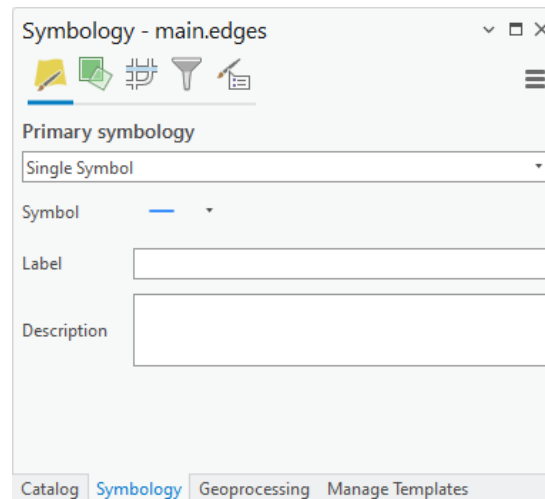 Symbology - main.edges
Primary symbology
Single Symbol
Symbol
Label
Description
Catalog Symbology Geoprocessing Manage Templates